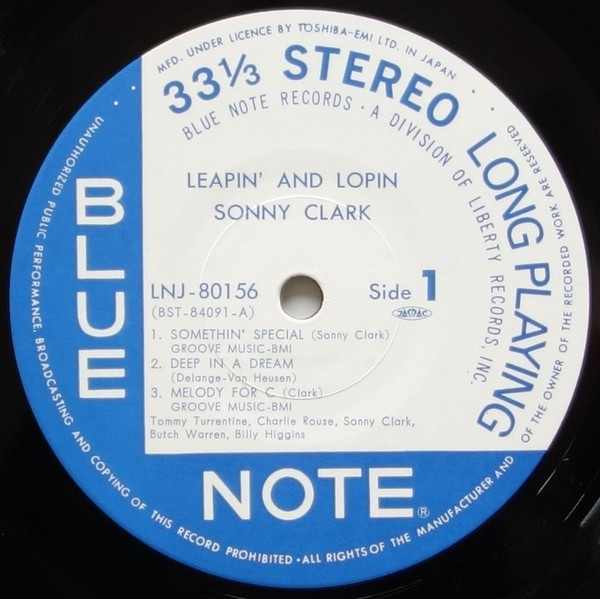 MFD. UNDER LICENCE BY TOSHIBA-EMI LTD. IN JAPAN
33 1/3 STEREO LONG PLAYING
BLUE NOTE RECORDS · A DIVISION OF LIBERTY RECORDS, INC.
LEAPIN' AND LOPIN
SONNY CLARK
LNJ-80156
(BST-84091-A)
Side 1
JASRAC
1. SOMETHIN' SPECIAL (Sonny Clark)
GROOVE MUSIC-BMI
2. DEEP IN A DREAM
(Delange-Van Heusen)
3. MELODY FOR C (Clark)
GROOVE MUSIC-BMI
Tommy Turrentine, Charlie Rouse, Sonny Clark,
Butch Warren, Billy Higgins
BLUE
NOTE®
UNAUTHORIZED PUBLIC PERFORMANCE, BROADCASTING AND COPYING OF THIS RECORD PROHIBITED · ALL RIGHTS OF THE MANUFACTURER AND OF THE OWNER OF THE RECORDED WORK ARE RESERVED